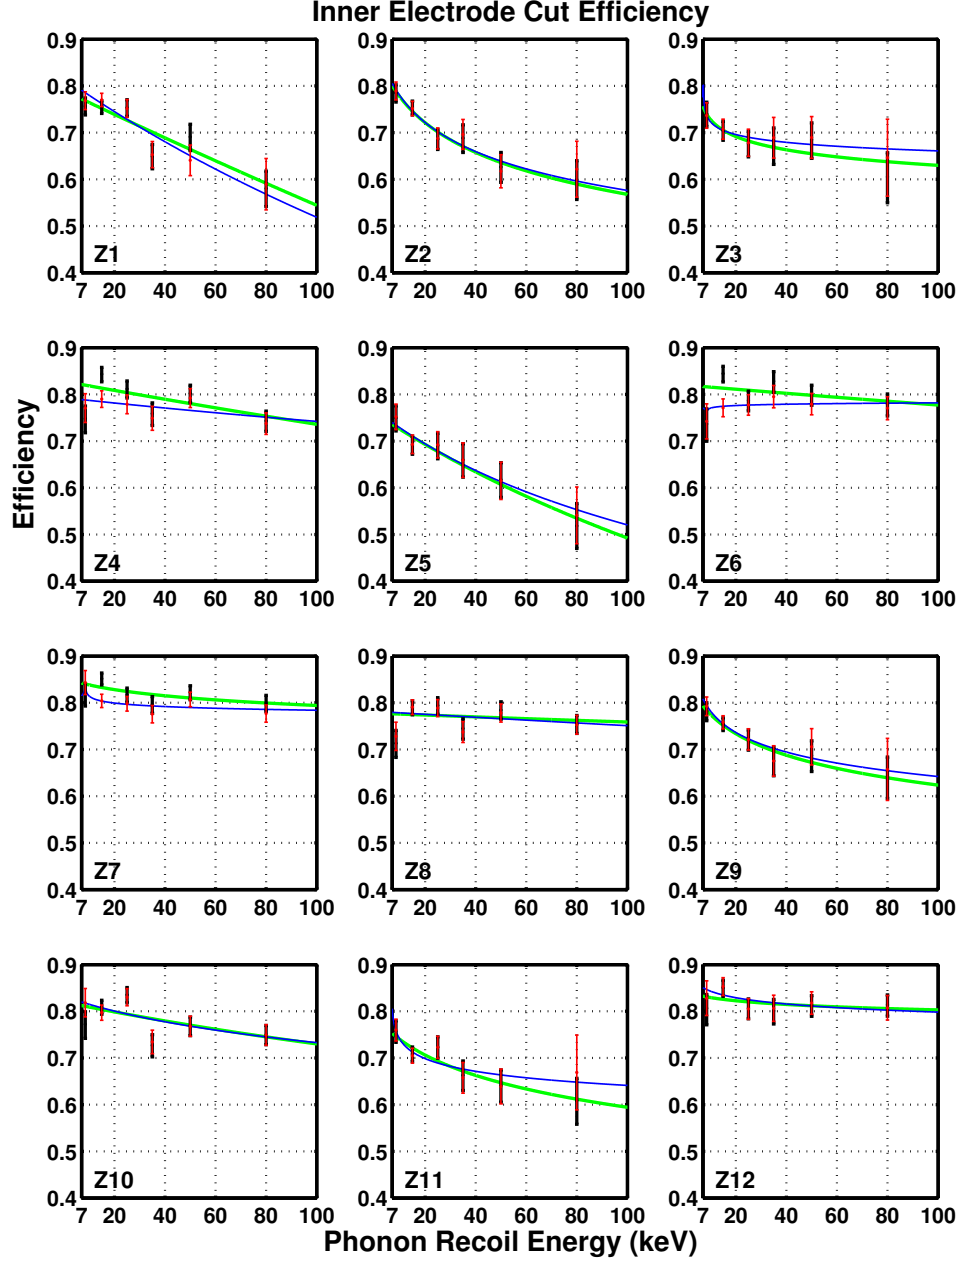 Inner Electrode Cut Efficiency
0.9 0.9 0.9
0.8 0.8 0.8
0.7 0.7 0.7
0.6 0.6 0.6
0.5 0.5 0.5
Z1 Z2 Z3
0.4 0.4 0.4
7 20 40 60 80 100 7 20 40 60 80 100 7 20 40 60 80 100
0.9 0.9 0.9
0.8 0.8 0.8
0.7 0.7 0.7
0.6 0.6 0.6
0.5 0.5 0.5
Z4 Z5 Z6
0.4 0.4 0.4
7 20 40 60 80 100 7 20 40 60 80 100 7 20 40 60 80 100
Efficiency
0.9 0.9 0.9
0.8 0.8 0.8
0.7 0.7 0.7
0.6 0.6 0.6
0.5 0.5 0.5
Z7 Z8 Z9
0.4 0.4 0.4
7 20 40 60 80 100 7 20 40 60 80 100 7 20 40 60 80 100
0.9 0.9 0.9
0.8 0.8 0.8
0.7 0.7 0.7
0.6 0.6 0.6
0.5 0.5 0.5
Z10 Z11 Z12
0.4 0.4 0.4
7 20 40 60 80 100 7 20 40 60 80 100 7 20 40 60 80 100
Phonon Recoil Energy (keV)